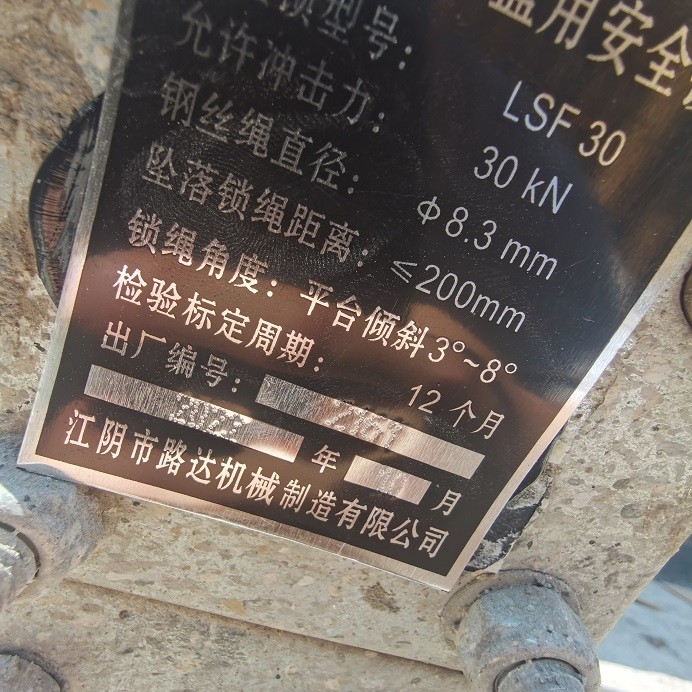 用安全
型号: LSF 30
允许冲击力: 30 kN
钢丝绳直径: φ8.3 mm
坠落锁绳距离: ≤200mm
锁绳角度: 平台倾斜3°~8°
检验标定周期: 12 个月
出厂编号:
年 月
江阴市路达机械制造有限公司